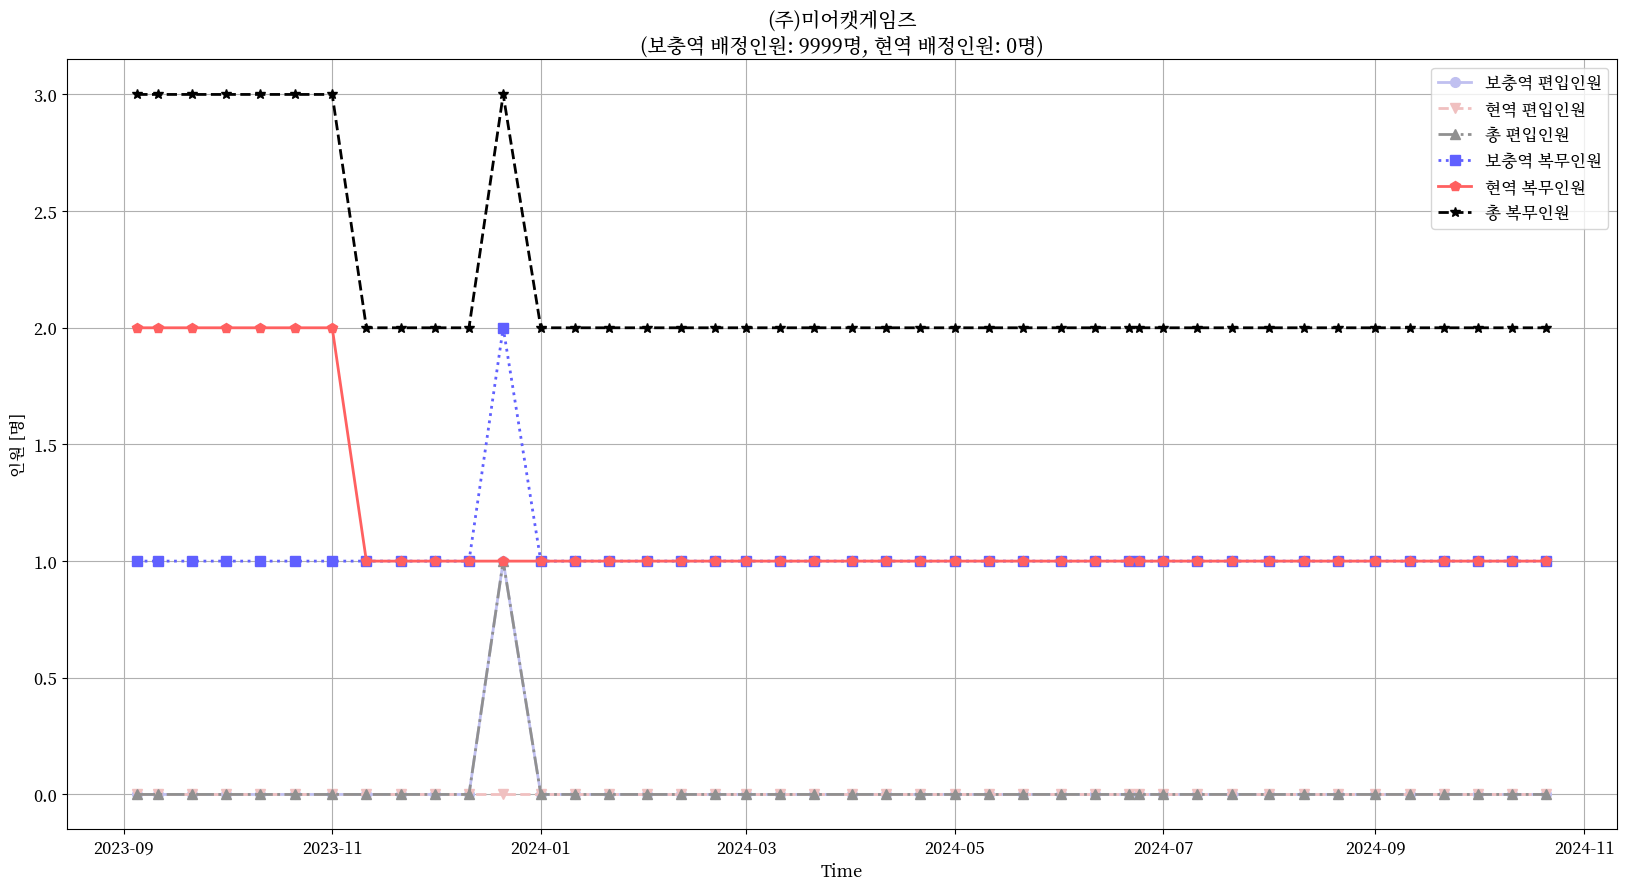 (주)미어캣게임즈
(보충역 배정인원: 9999명, 현역 배정인원: 0명)
보충역 편입인원
현역 편입인원
총 편입인원
보충역 복무인원
현역 복무인원
총 복무인원
인원 [명]
3.0
2.5
2.0
1.5
1.0
0.5
0.0
2023-09
2023-11
2024-01
2024-03
2024-05
2024-07
2024-09
2024-11
Time